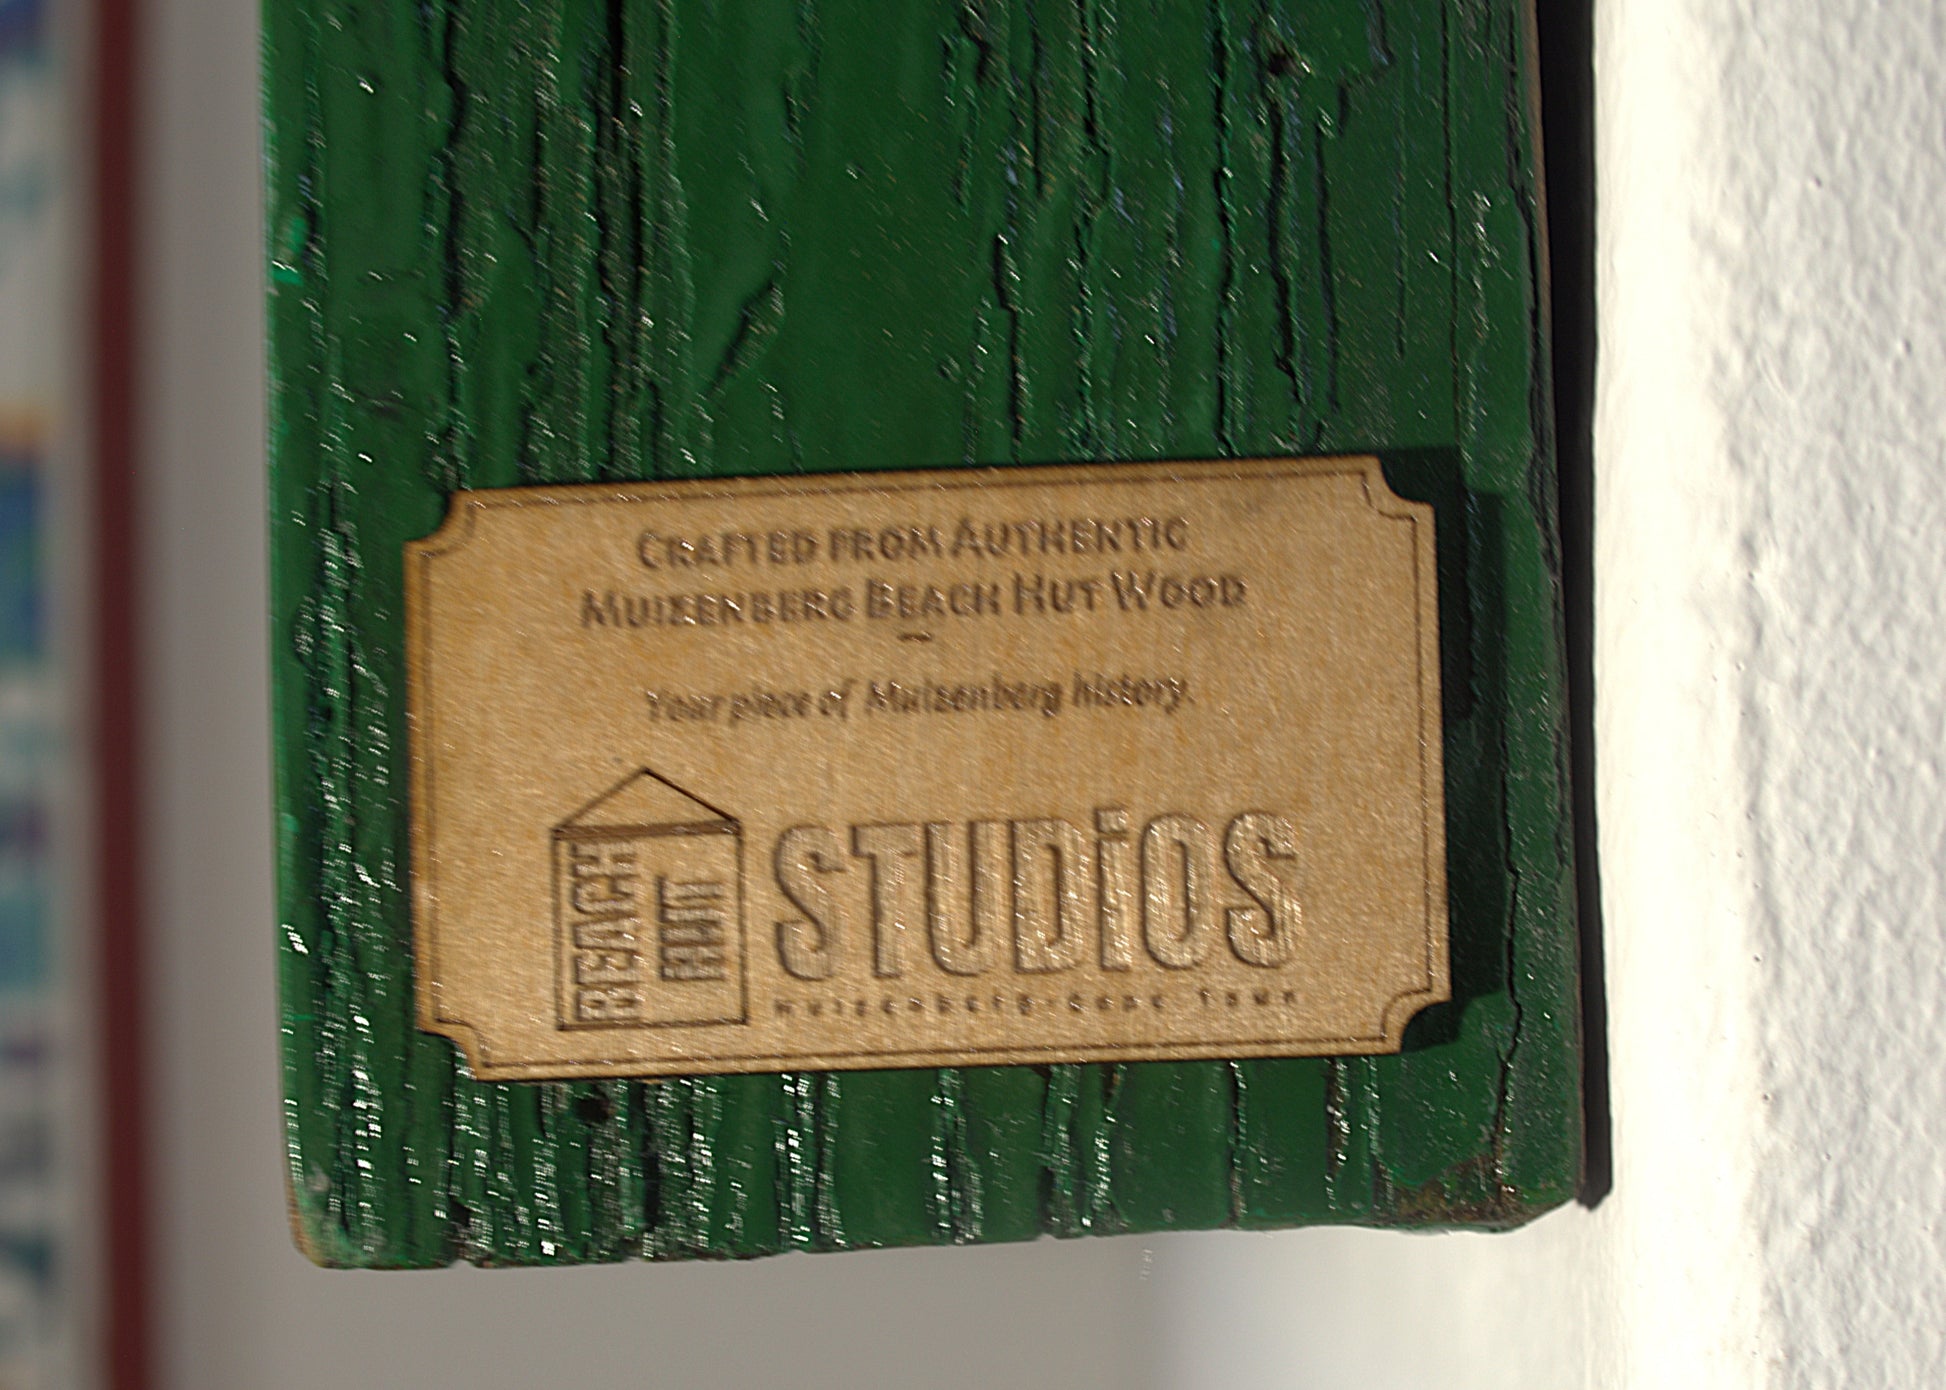 CRAFTED FROM AUTHENTIC
MUIZENBERG BEACH HUT WOOD
Your piece of Muizenberg history.
BEACH
HUT
STUDiOS
muizenberg-cape town